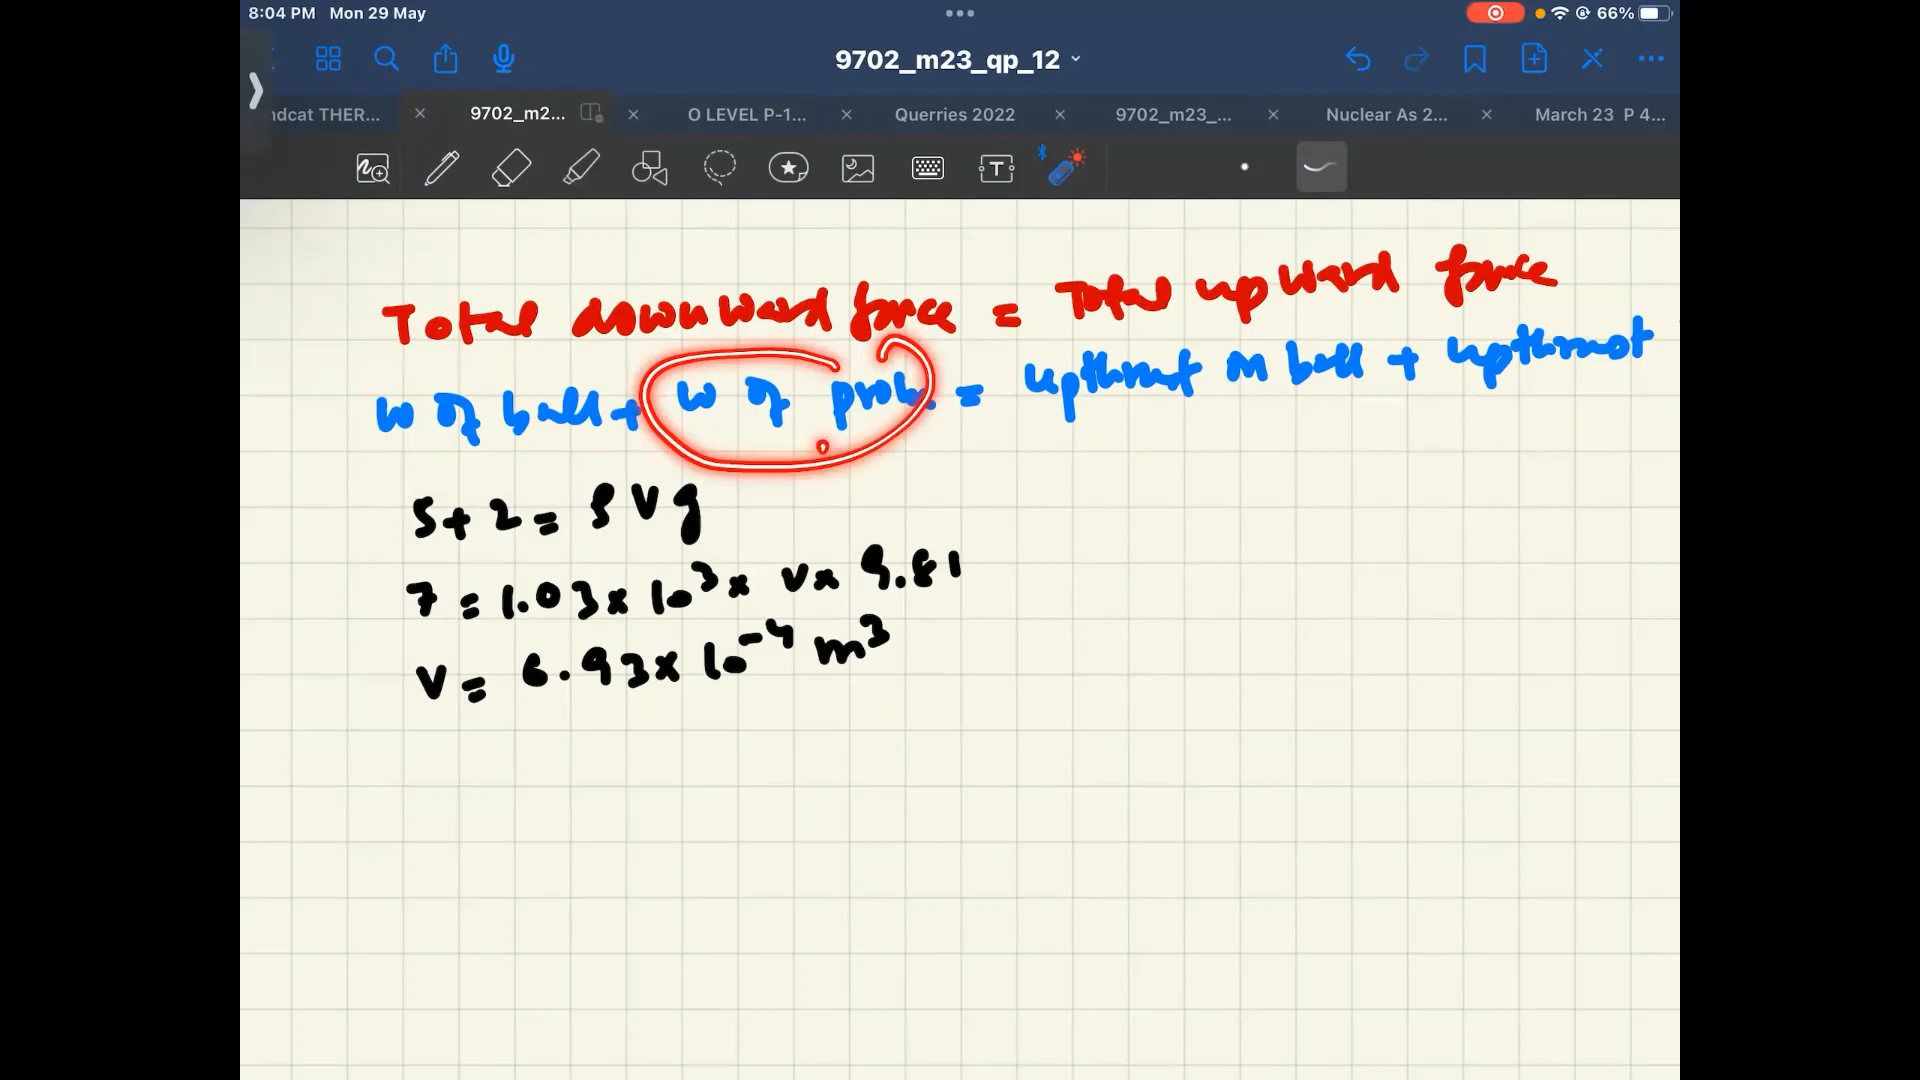 8:04 PM Mon 29 May
66%
9702_m23_qp_12
ndcat THER...
9702_m2...
O LEVEL P-1...
Querries 2022
9702_m23_...
Nuclear As 2...
March 23 P 4...
T
Total downward force = Total upward force
W of ball + W of probe = upthrust on ball + upthrust
5+2 = ρVg
7 = 1.03 x 10³ x V x 9.81
V = 6.93 x 10⁻⁴ m³